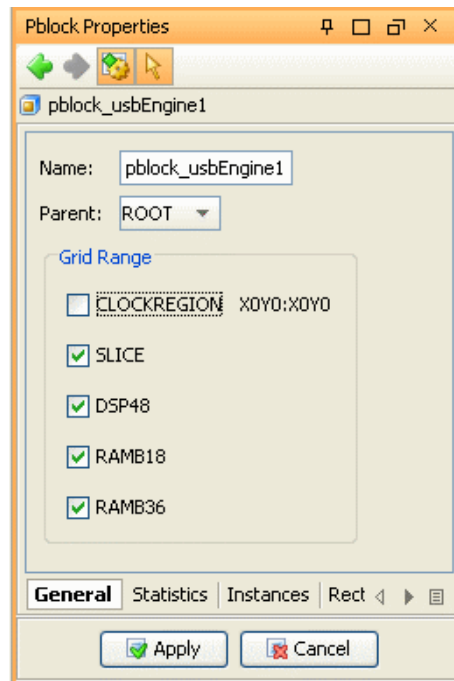 Pblock Properties
pblock_usbEngine1
Name: pblock_usbEngine1
Parent: ROOT
Grid Range
CLOCKREGION X0Y0:X0Y0
SLICE
DSP48
RAMB18
RAMB36
General Statistics Instances Rect
Apply Cancel